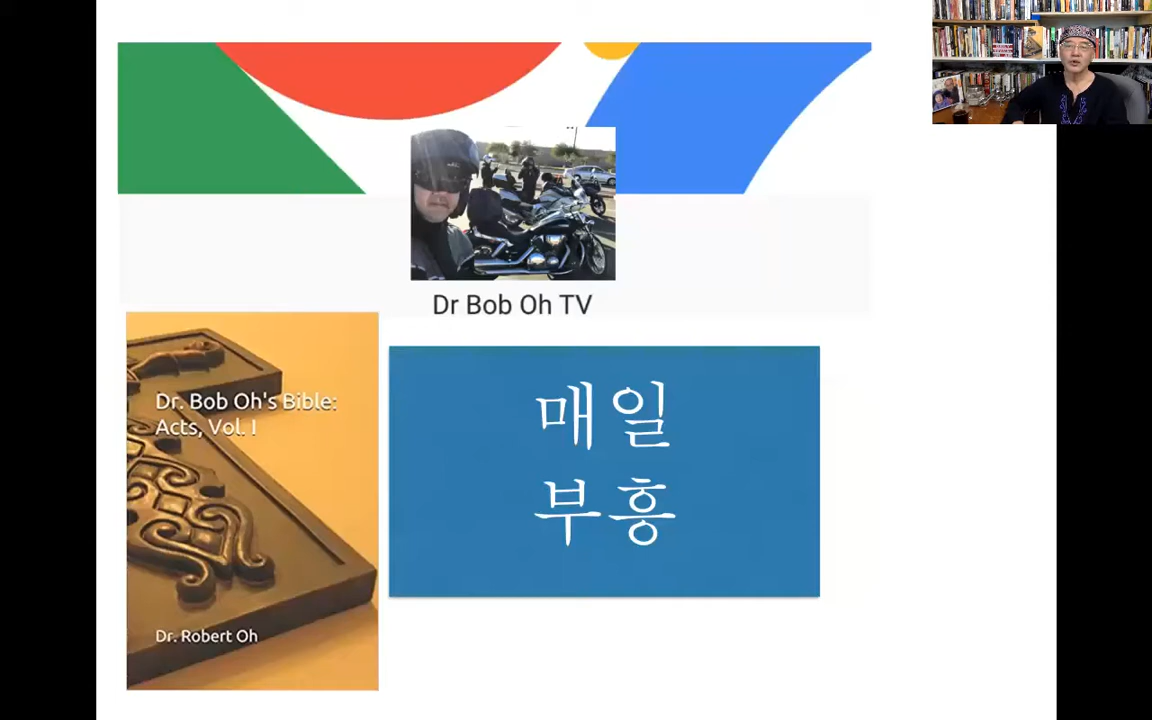 Dr Bob Oh TV
Dr. Bob Oh's Bible:
Acts, Vol. I
Dr. Robert Oh
매일
부흥